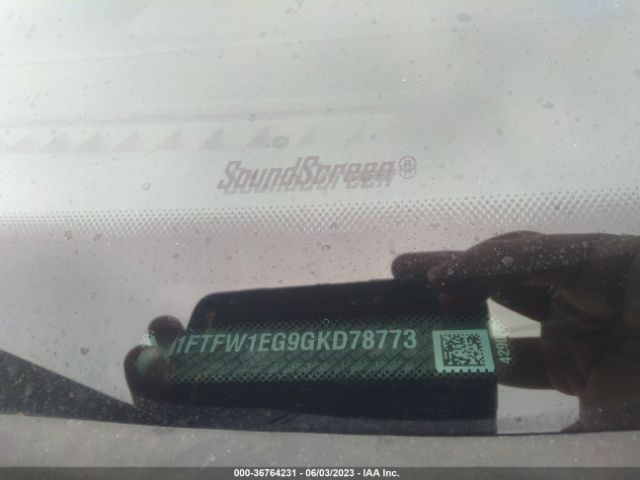 SoundScreen®
1FTFW1EG9GKD78773
000-36764231 - 06/03/2023 - IAA Inc.